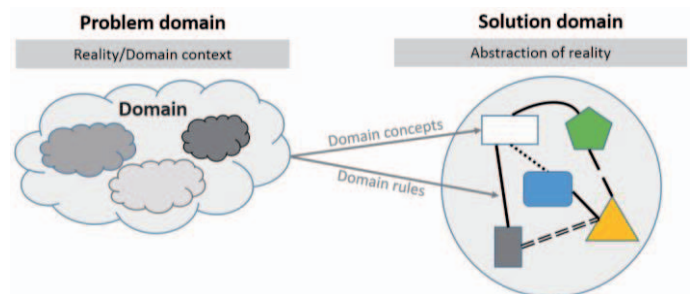 Problem domain
Solution domain
Reality/Domain context
Abstraction of reality
Domain
Domain concepts
Domain rules